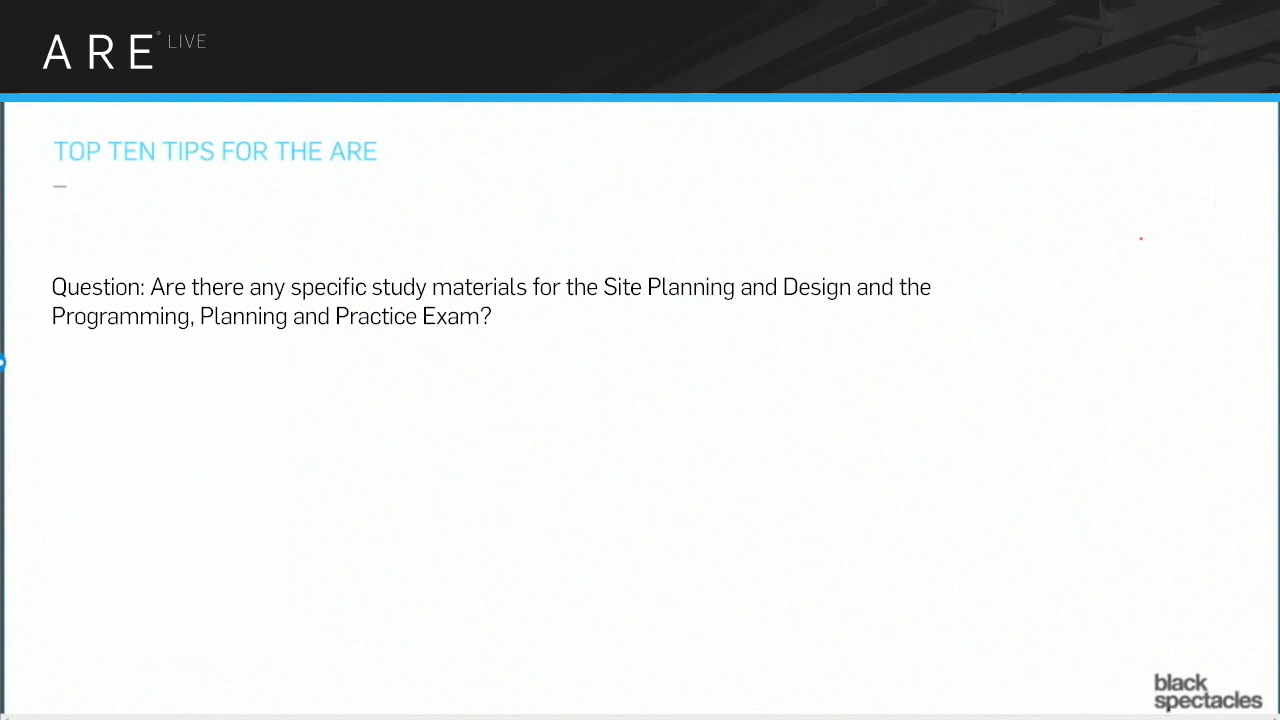 ARE® LIVE
TOP TEN TIPS FOR THE ARE
Question: Are there any specific study materials for the Site Planning and Design and the
Programming, Planning and Practice Exam?
black
spectacles